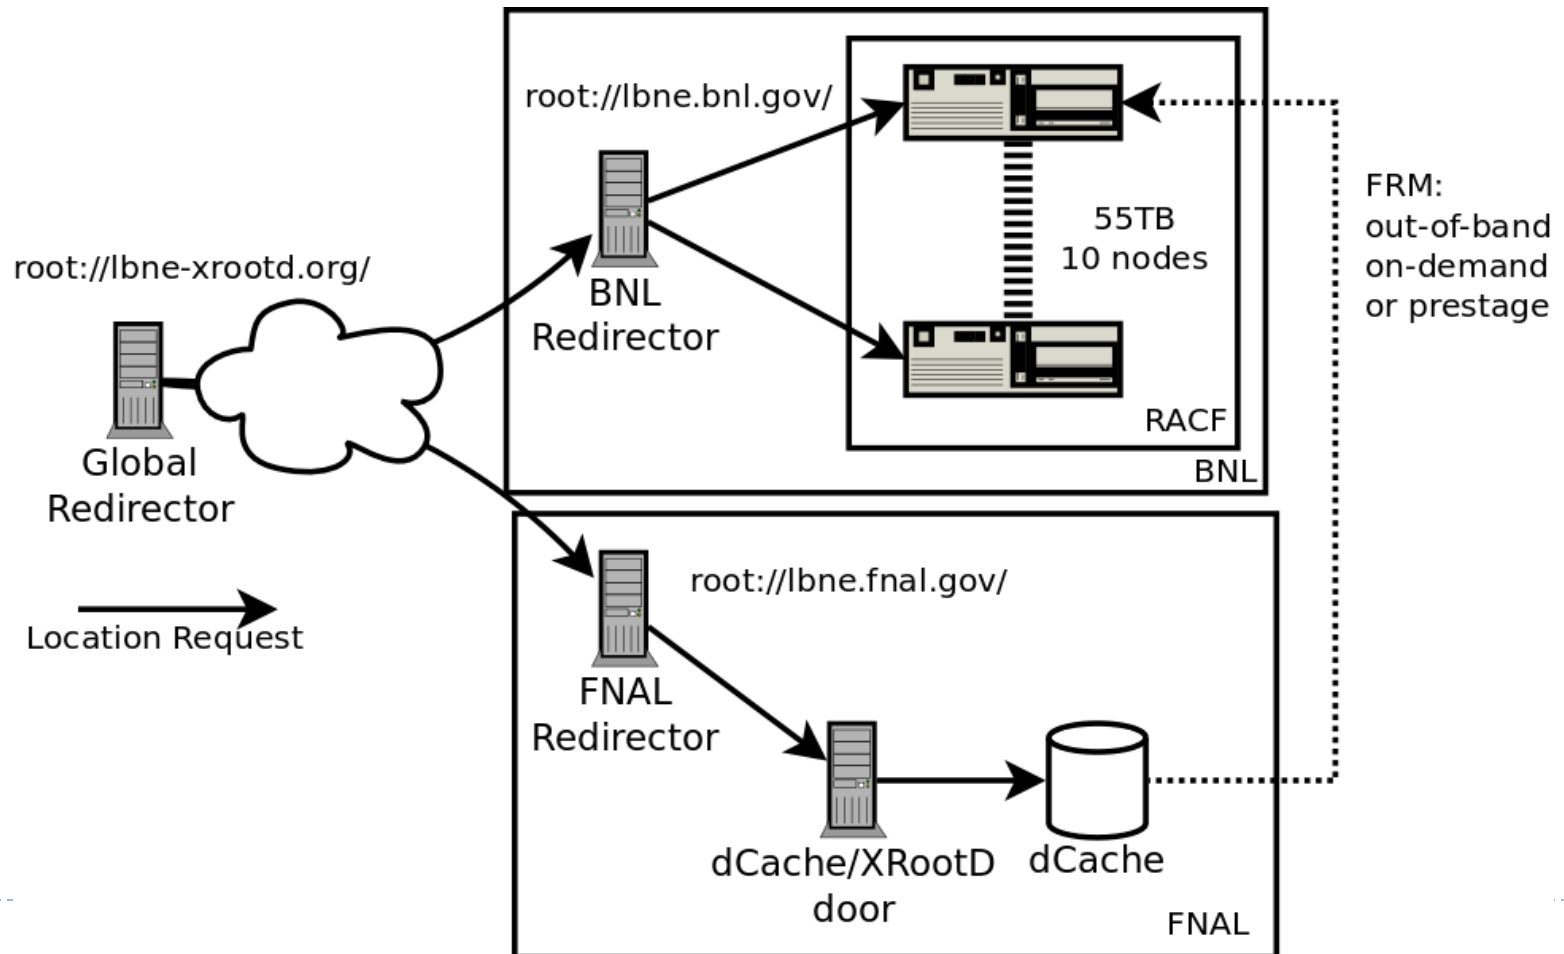 root://lbne.bnl.gov/
FRM:
out-of-band
on-demand
or prestage
55TB
10 nodes
root://lbne-xrootd.org/
BNL
Redirector
RACF
BNL
Global
Redirector
root://lbne.fnal.gov/
Location Request
FNAL
Redirector
dCache/XRootD
door
dCache
FNAL